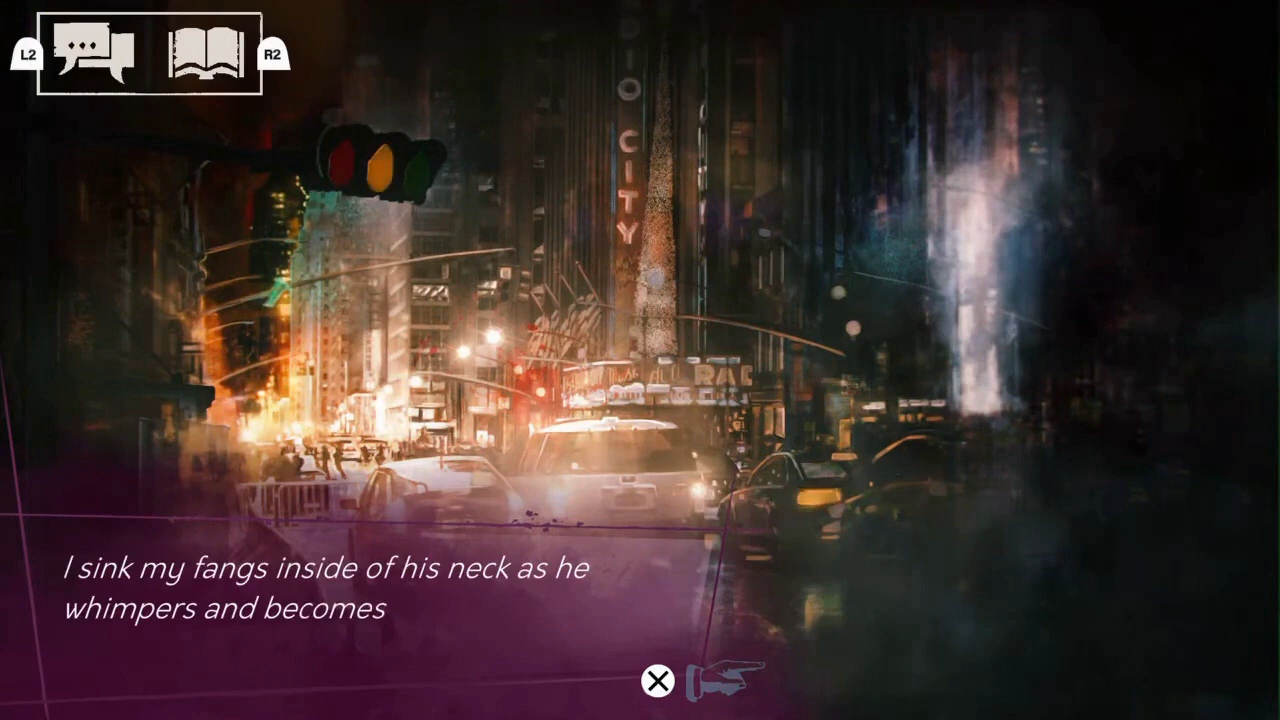 L2
R2
CITY
I sink my fangs inside of his neck as he
whimpers and becomes